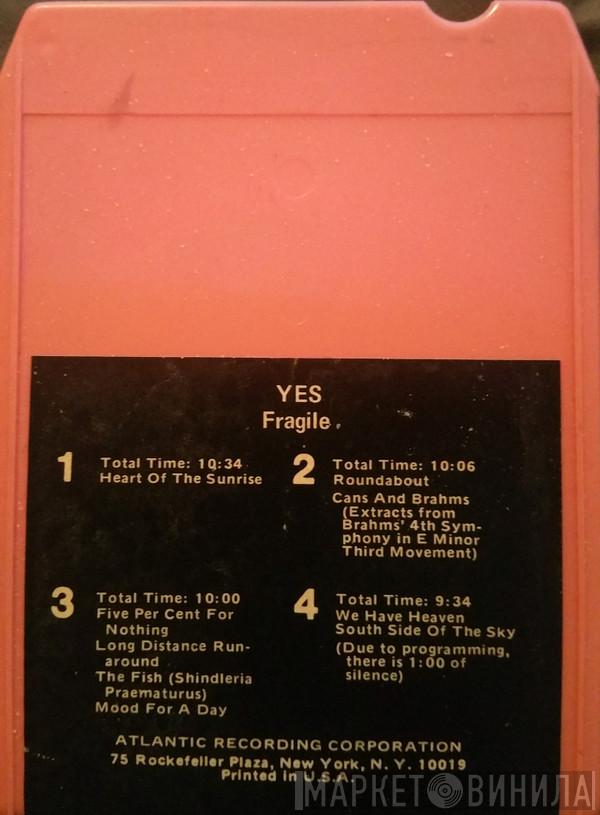 YES
Fragile
1
Total Time: 10:34
Heart Of The Sunrise
2
Total Time: 10:06
Roundabout
Cans And Brahms
(Extracts from
Brahms' 4th Sym-
phony in E Minor
Third Movement)
3
Total Time: 10:00
Five Per Cent For
Nothing
Long Distance Run-
around
The Fish (Shindleria
Praematurus)
Mood For A Day
4
Total Time: 9:34
We Have Heaven
South Side Of The Sky
(Due to programming,
there is 1:00 of
silence)
ATLANTIC RECORDING CORPORATION
75 Rockefeller Plaza, New York, N. Y. 10019
Printed in U.S.A.
МАРКЕТ ВИНИЛА